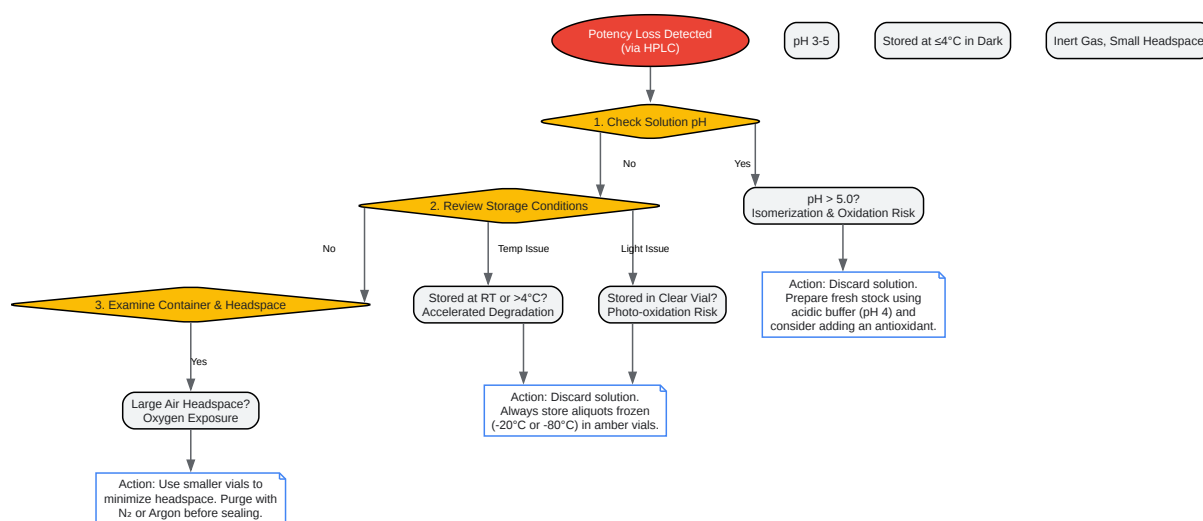 Potency Loss Detected
(via HPLC)
pH 3-5
Stored at ≤4°C in Dark
Inert Gas, Small Headspace
1. Check Solution pH
No
Yes
2. Review Storage Conditions
pH > 5.0?
Isomerization & Oxidation Risk
No
Temp Issue
Light Issue
3. Examine Container & Headspace
Stored at RT or >4°C?
Accelerated Degradation
Stored in Clear Vial?
Photo-oxidation Risk
Action: Discard solution.
Prepare fresh stock using
acidic buffer (pH 4) and
consider adding an antioxidant.
Yes
Large Air Headspace?
Oxygen Exposure
Action: Discard solution.
Always store aliquots frozen
(-20°C or -80°C) in amber vials.
Action: Use smaller vials to
minimize headspace. Purge with
N₂ or Argon before sealing.